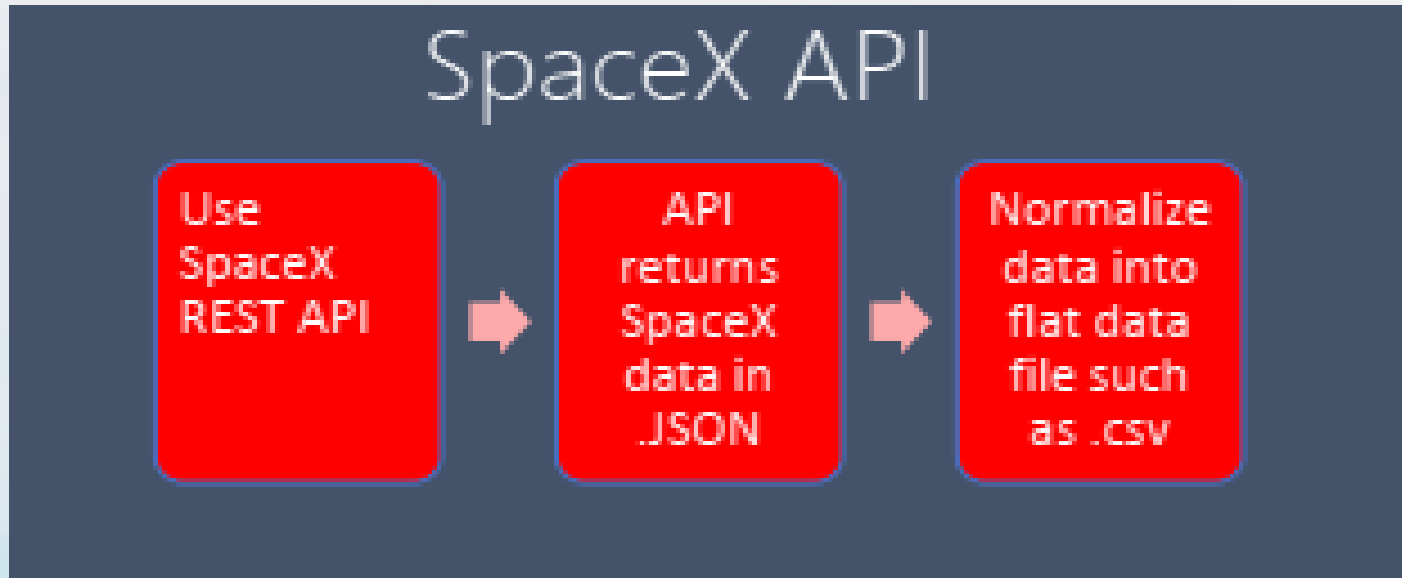 SpaceX API
Use
SpaceX
REST API
API
returns
SpaceX
data in
.JSON
Normalize
data into
flat data
file such
as .csv